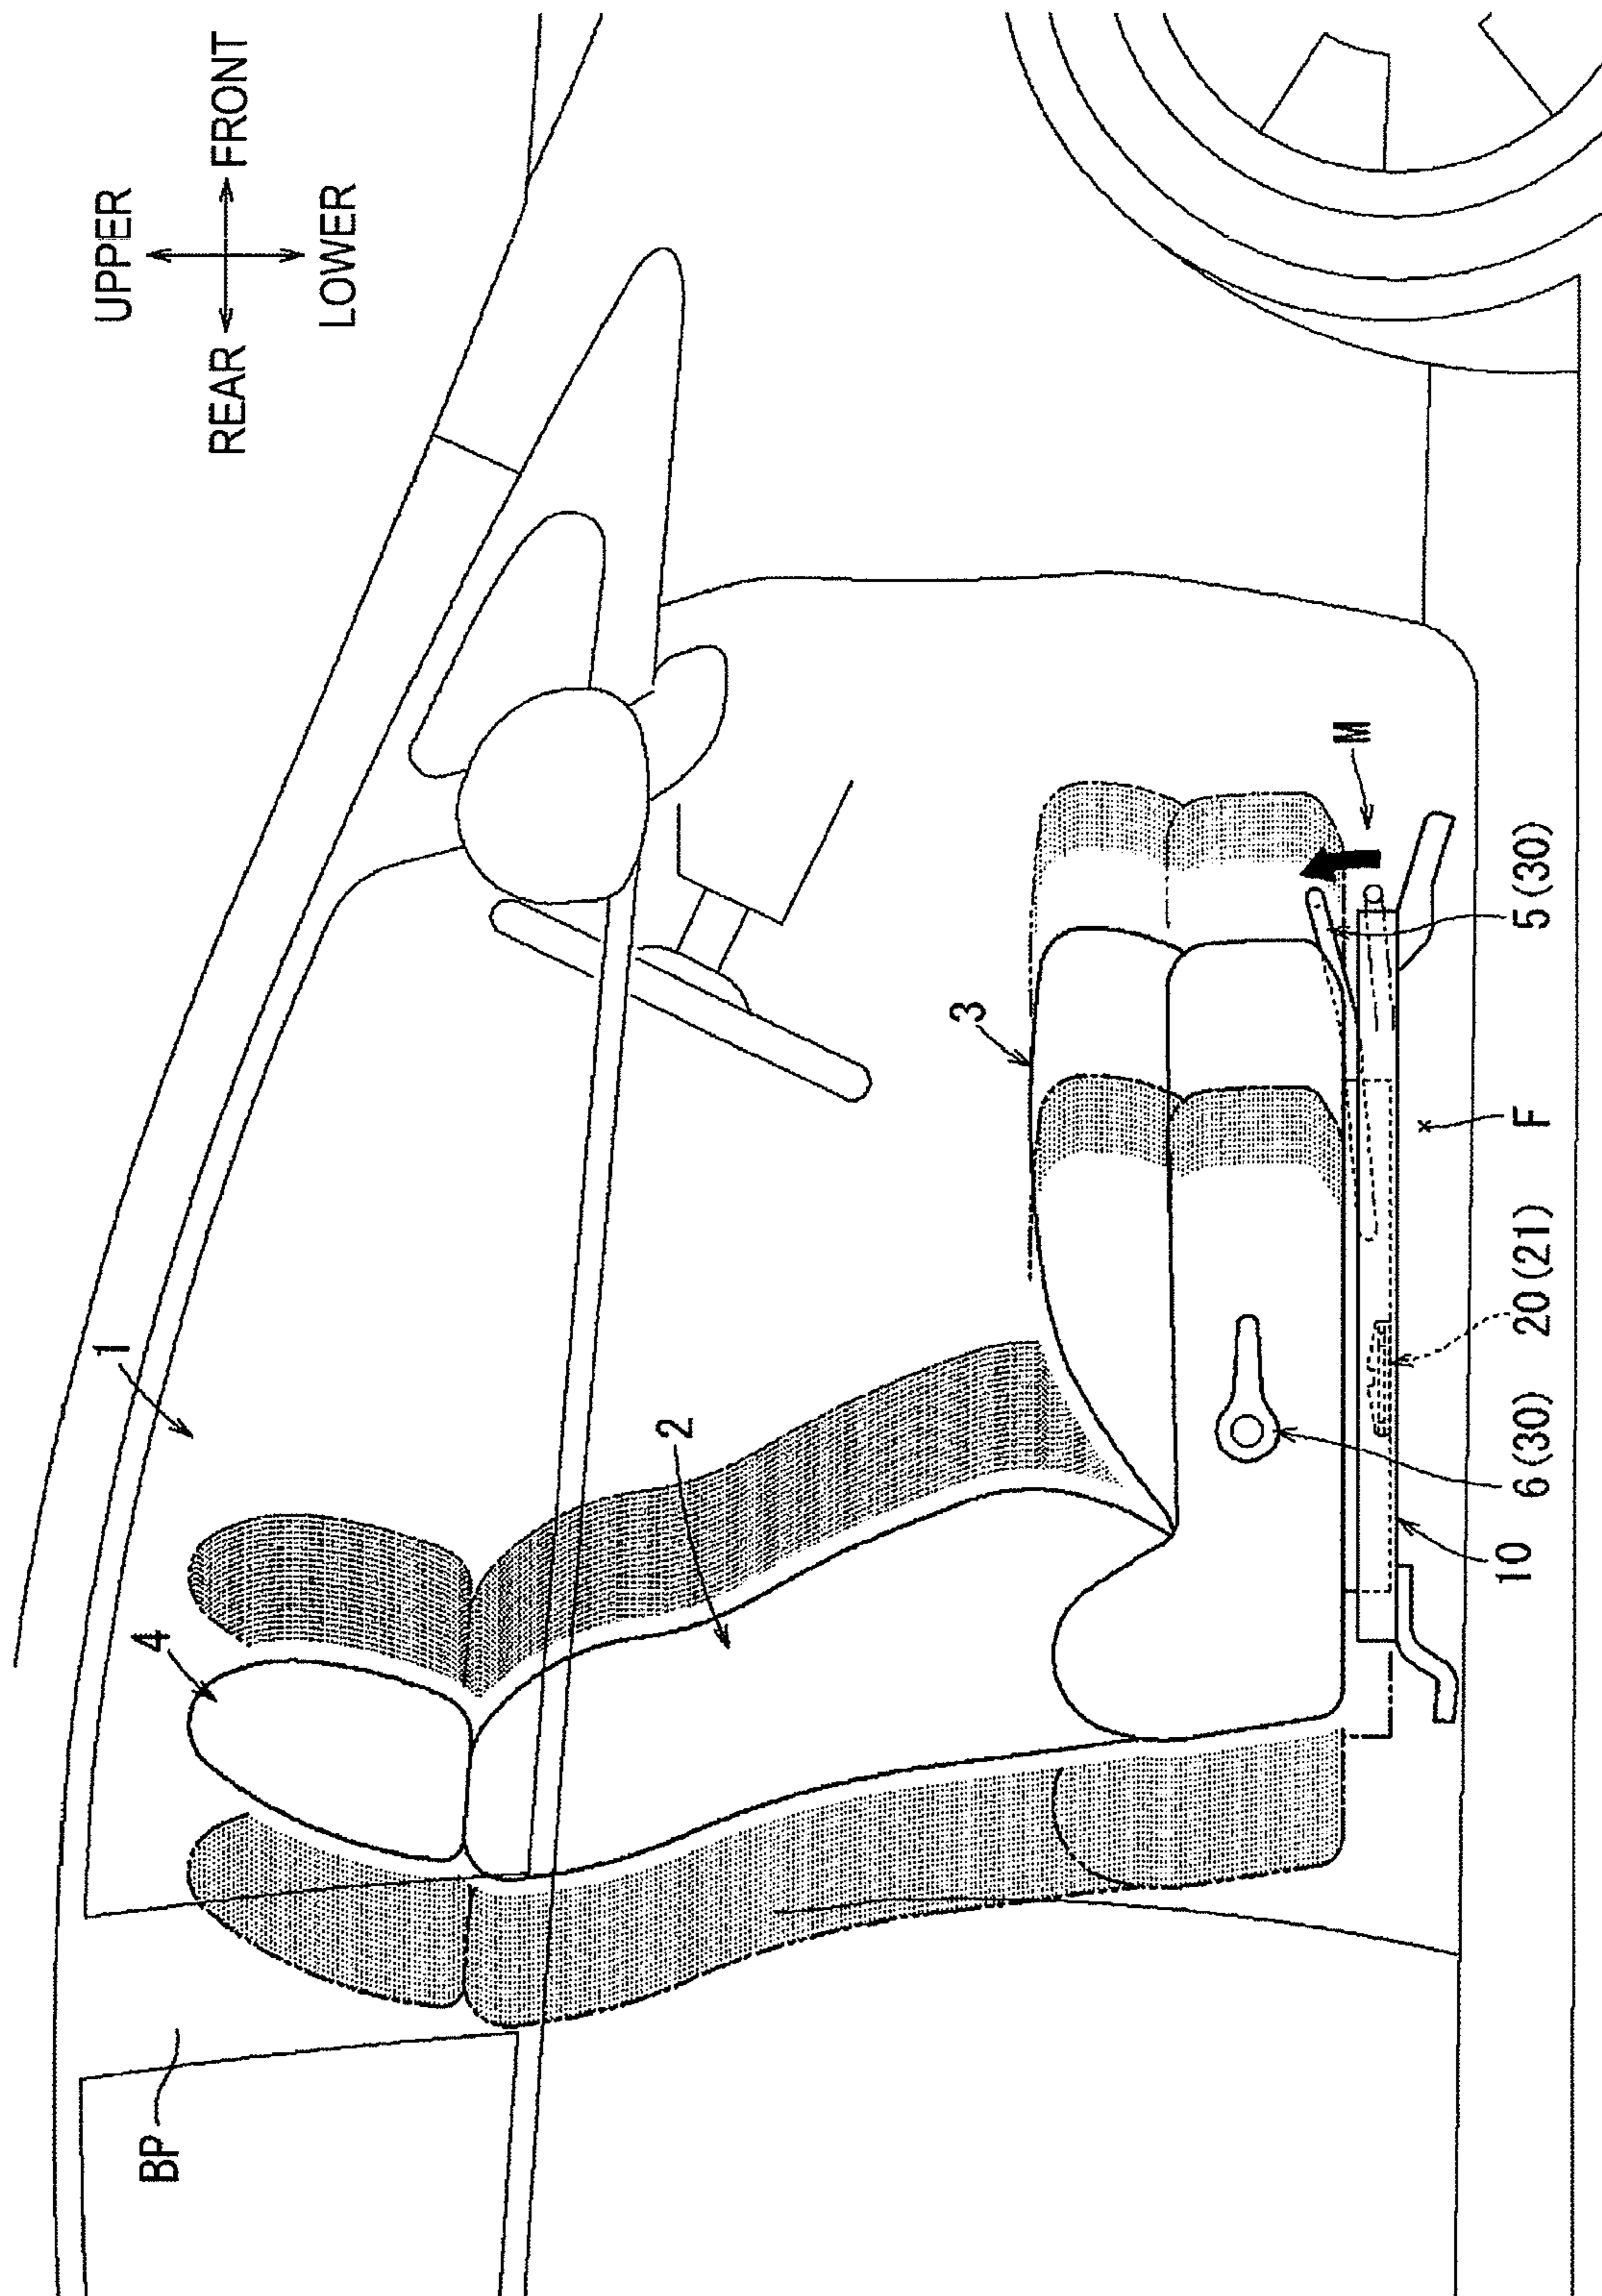 UPPER
REAR
FRONT
LOWER
BP
4
1
2
3
M
10
6(30)
20(21)
F
5(30)